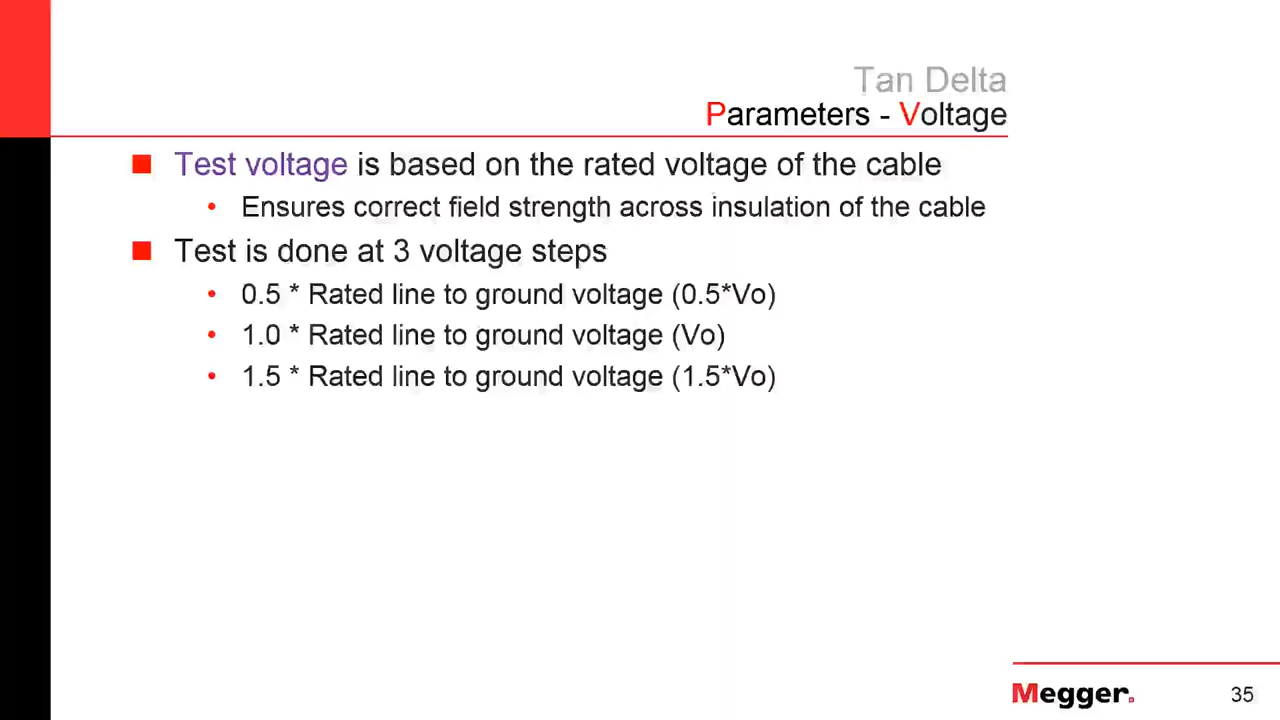 Tan Delta
Parameters - Voltage
Test voltage is based on the rated voltage of the cable
Ensures correct field strength across insulation of the cable
Test is done at 3 voltage steps
0.5 * Rated line to ground voltage (0.5*Vo)
1.0 * Rated line to ground voltage (Vo)
1.5 * Rated line to ground voltage (1.5*Vo)
Megger.
35